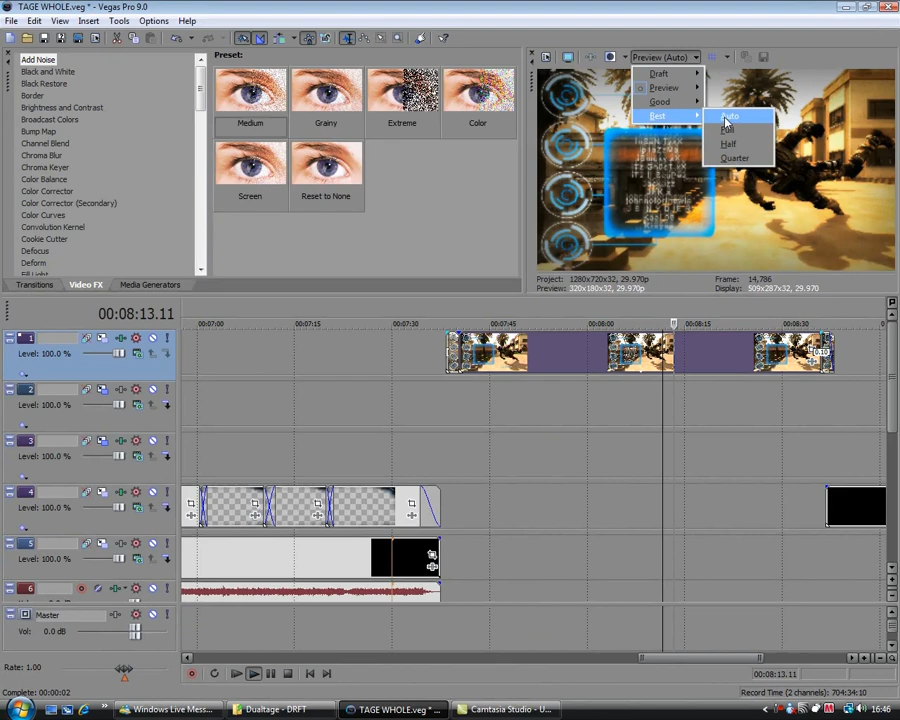 TAGE WHOLE.veg * - Vegas Pro 9.0
File Edit View Insert Tools Options Help
Add Noise
Black and White
Black Restore
Border
Brightness and Contrast
Broadcast Colors
Bump Map
Channel Blend
Chroma Blur
Chroma Keyer
Color Balance
Color Corrector
Color Corrector (Secondary)
Color Curves
Convolution Kernel
Cookie Cutter
Defocus
Deform
Fill Light
Preset:
Medium Grainy Extreme Color
Screen Reset to None
Transitions Video FX Media Generators
Preview (Auto)
Draft
Preview
Good
Best
Auto
Full
Half
Quarter
Project: 1280x720x32, 29.970p Frame: 14,786
Preview: 320x180x32, 29.970p Display: 509x287x32, 29.970
00:08:13.11
00:07:00 00:07:15 00:07:30 00:07:45 00:08:00 00:08:15 00:08:30
1
Level: 100.0 %
2
Level: 100.0 %
3
Level: 100.0 %
4
Level: 100.0 %
5
Level: 100.0 %
6
Master
Vol: 0.0 dB
Rate: 1.00
00:08:13.11
Complete: 00:00:02 Record Time (2 channels): 704:34:10
Windows Live Mess... Dualtage - DRFT TAGE WHOLE.veg * ... Camtasia Studio - U... 16:46